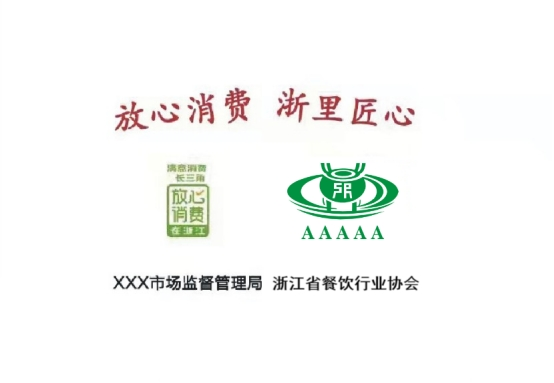 放心消费 浙里匠心
满意消费
长三角
放心
消费
在浙江
AAAAA
XXX市场监督管理局 浙江省餐饮行业协会